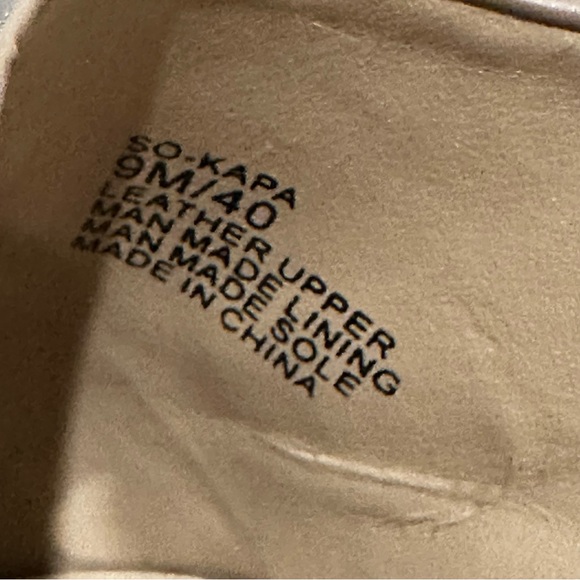 SO-KAPA
9M/40
LEATHER UPPER
MAN MADE LINING
MAN MADE SOLE
MADE IN CHINA